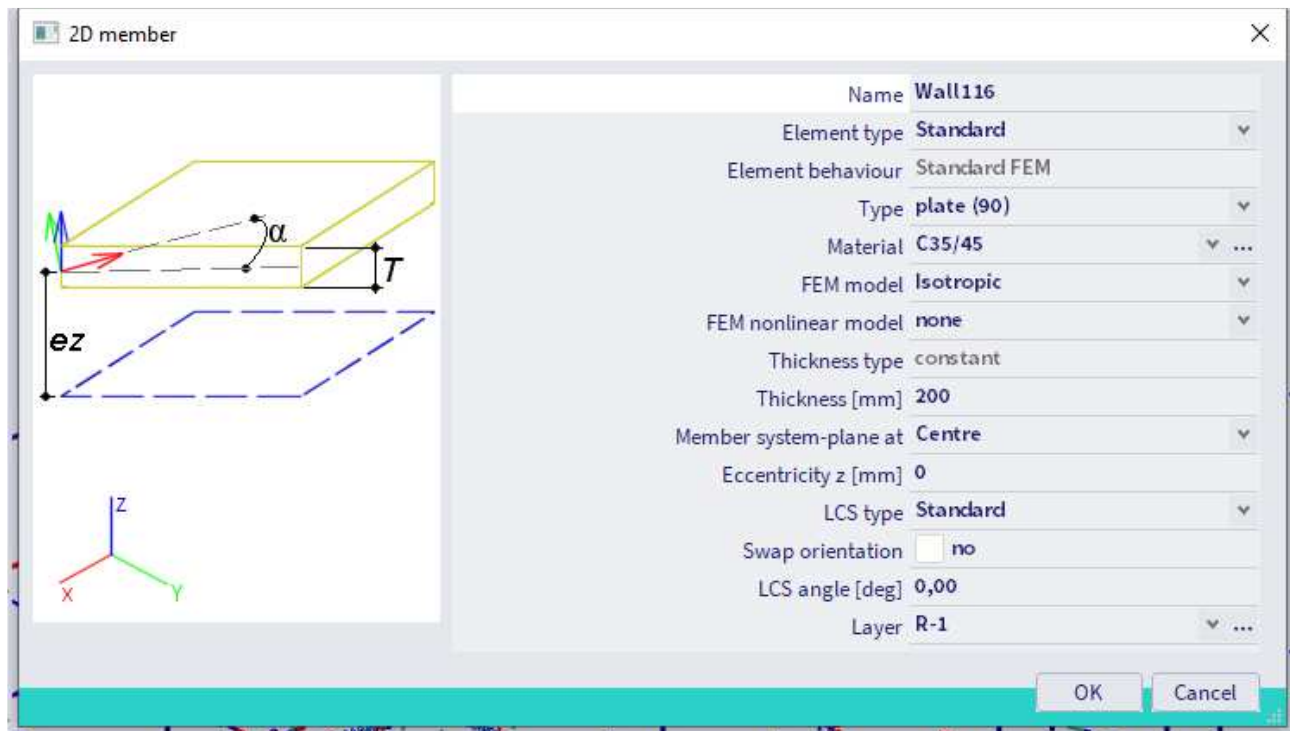 2D member
Name Wall116
Element type Standard
Element behaviour Standard FEM
Type plate (90)
Material C35/45 ...
FEM model Isotropic
FEM nonlinear model none
Thickness type constant
Thickness [mm] 200
Member system-plane at Centre
Eccentricity z [mm] 0
LCS type Standard
Swap orientation no
LCS angle [deg] 0,00
Layer R-1 ...
α
T
ez
Z
X
Y
OK Cancel